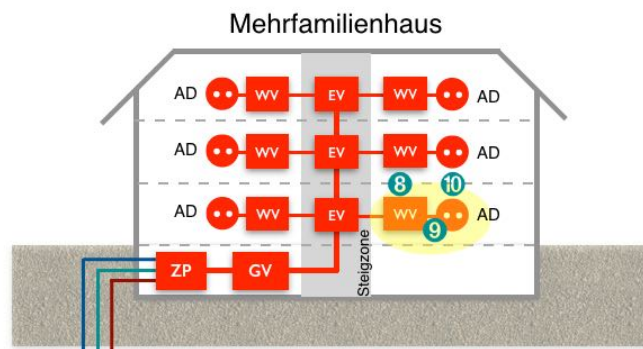 Mehrfamilienhaus
AD WV EV WV AD
AD WV EV WV AD
8 10
AD WV EV WV AD
9
Steigzone
ZP GV